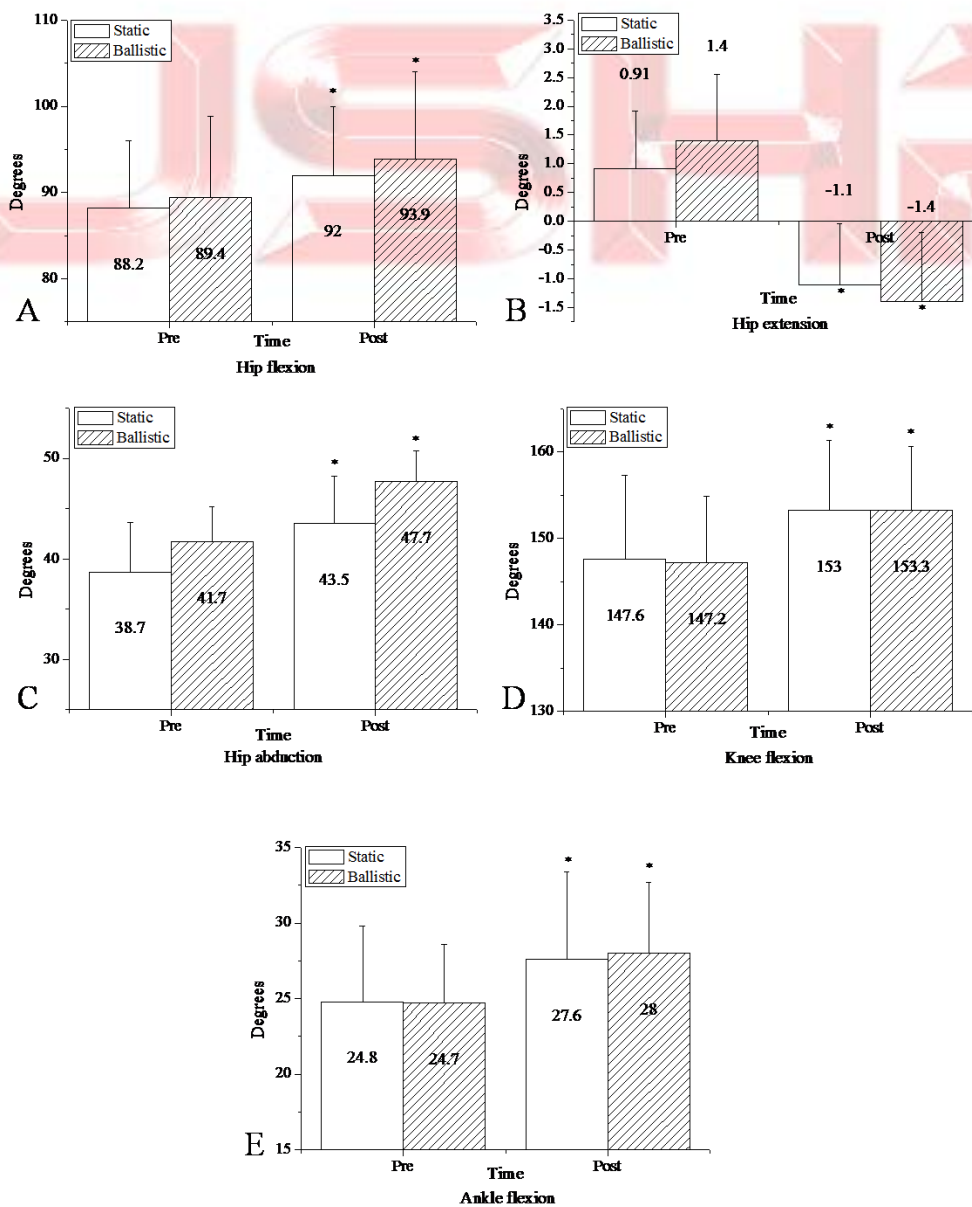 Static
Ballistic
110
100
90
80
Degrees
*
*
88.2
89.4
92
93.9
A
Pre
Time
Post
Hip flexion
Static
Ballistic
3.5
3.0
2.5
2.0
1.5
1.0
0.5
0.0
-0.5
-1.0
-1.5
Degrees
0.91
1.4
-1.1
-1.4
Pre
Post
*
*
Time
B
Hip extension
Static
Ballistic
50
40
30
Degrees
*
*
38.7
41.7
43.5
47.7
C
Pre
Time
Post
Hip abduction
Static
Ballistic
160
150
140
130
Degrees
*
*
147.6
147.2
153
153.3
D
Pre
Time
Post
Knee flexion
Static
Ballistic
35
30
25
20
15
Degrees
*
*
24.8
24.7
27.6
28
E
Pre
Time
Post
Ankle flexion